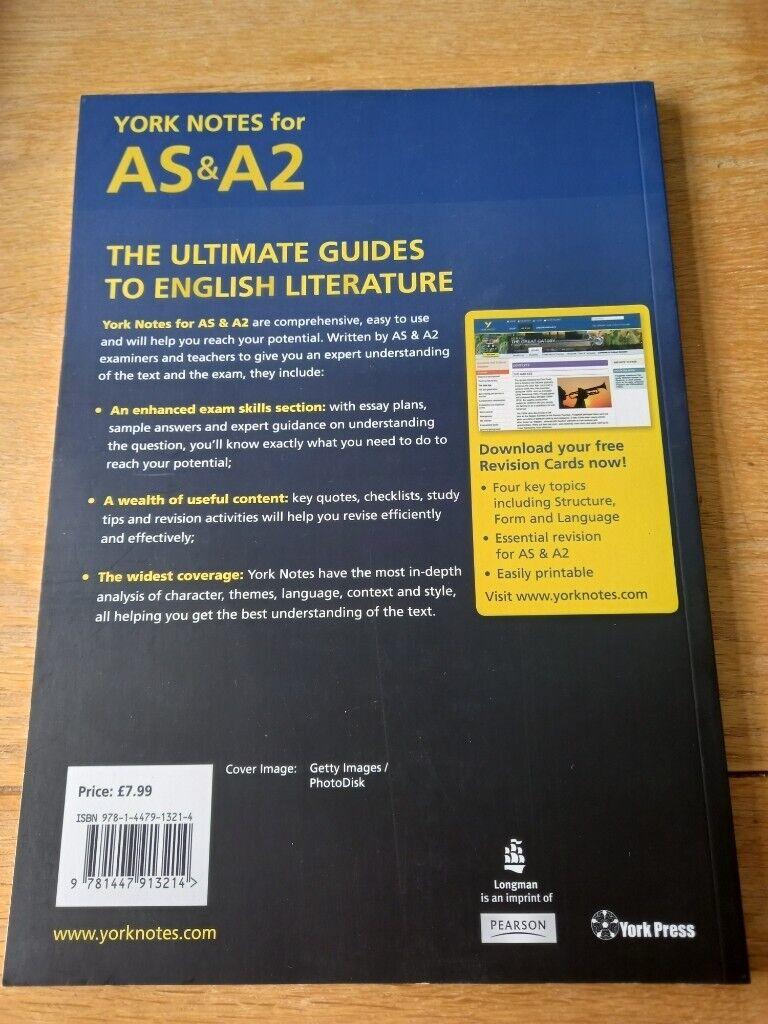 YORK NOTES for
AS & A2
THE ULTIMATE GUIDES
TO ENGLISH LITERATURE
York Notes for AS & A2 are comprehensive, easy to use
and will help you reach your potential. Written by AS & A2
examiners and teachers to give you an expert understanding
of the text and the exam, they include:
• An enhanced exam skills section: with essay plans,
sample answers and expert guidance on understanding
the question, you'll know exactly what you need to do to
reach your potential;
• A wealth of useful content: key quotes, checklists, study
tips and revision activities will help you revise efficiently
and effectively;
• The widest coverage: York Notes have the most in-depth
analysis of character, themes, language, context and style,
all helping you get the best understanding of the text.
THE GREAT GATSBY
Download your free
Revision Cards now!
• Four key topics
including Structure,
Form and Language
• Essential revision
for AS & A2
• Easily printable
Visit www.yorknotes.com
Cover Image: Getty Images /
PhotoDisk
Price: £7.99
ISBN 978-1-4479-1321-4
9 781447 913214 >
www.yorknotes.com
Longman
is an imprint of
PEARSON
York Press